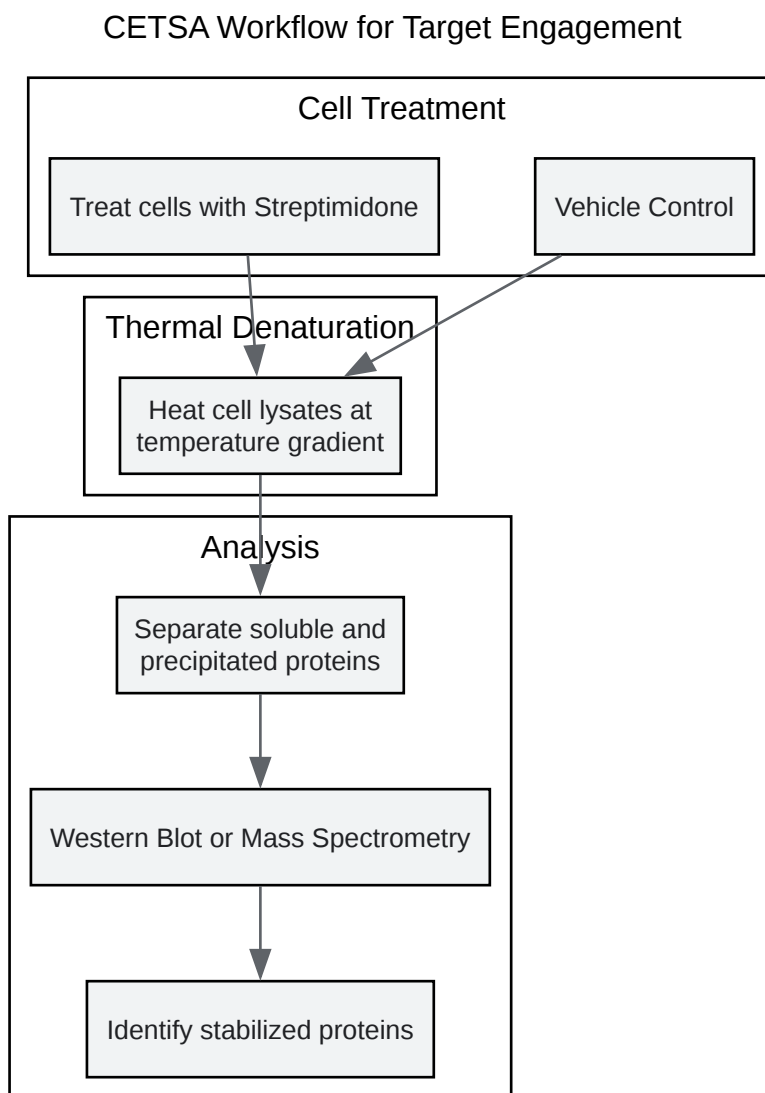 CETSA Workflow for Target Engagement
Cell Treatment
Treat cells with Streptimidone
Vehicle Control
Thermal Denaturation
Heat cell lysates at
temperature gradient
Analysis
Separate soluble and
precipitated proteins
Western Blot or Mass Spectrometry
Identify stabilized proteins